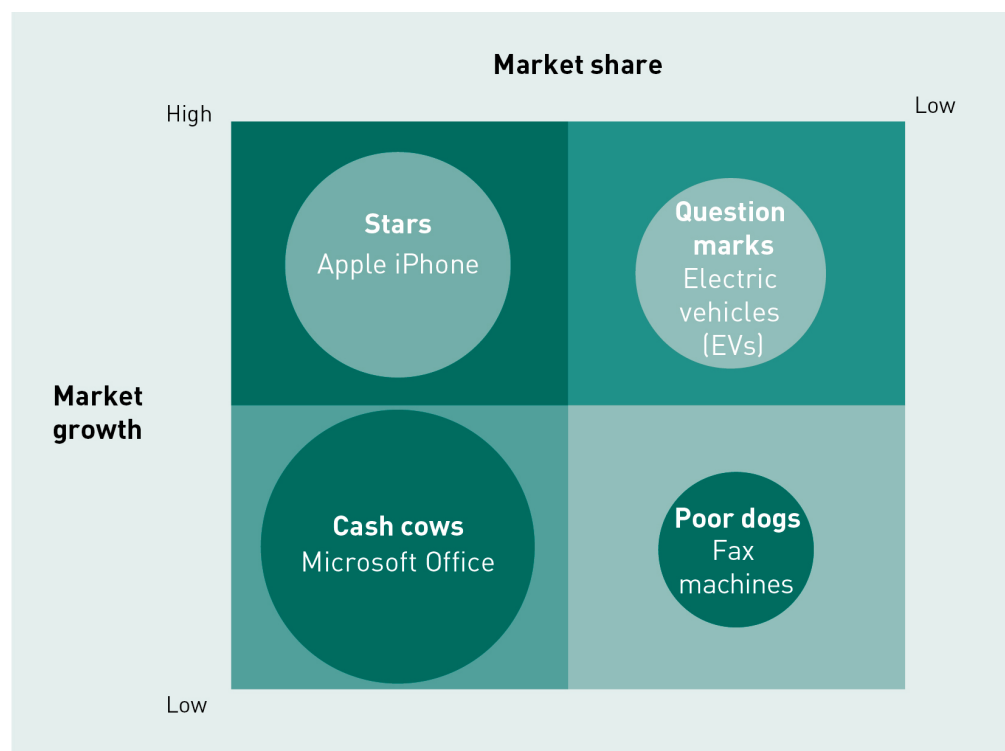 Market share
High
Low
Stars
Apple iPhone
Question
marks
Electric
vehicles
(EVs)
Market
growth
Cash cows
Microsoft Office
Poor dogs
Fax
machines
Low